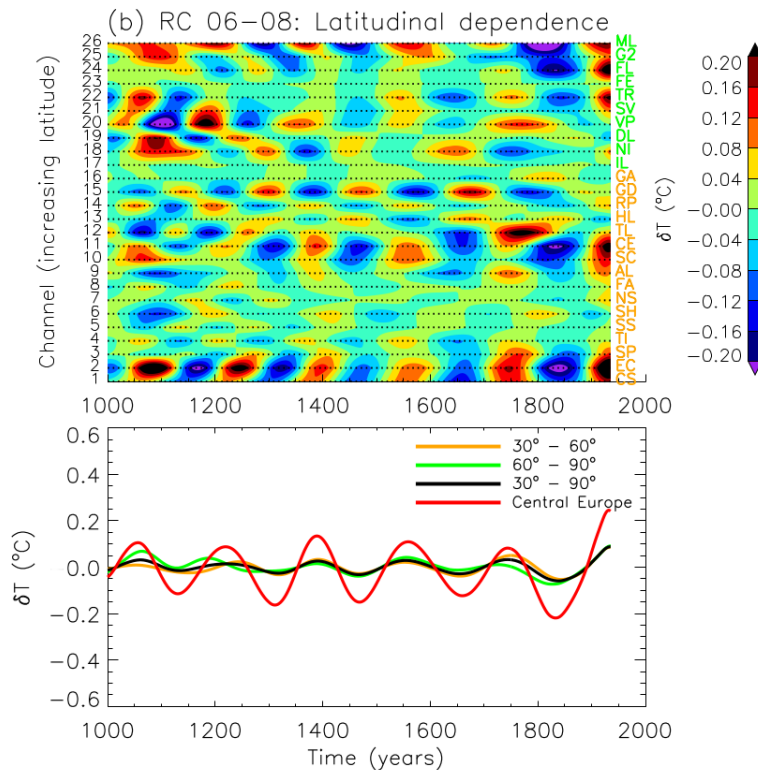 (b) RC 06-08: Latitudinal dependence
Channel (increasing latitude)
26
25
24
23
22
21
20
19
18
17
16
15
14
13
12
11
10
9
8
7
6
5
4
3
2
1
ML
G2
FL
FE
TR
SV
VP
DL
NI
IL
GA
GD
RP
HL
TL
CE
SC
AL
FA
NS
SH
SS
TI
SP
EC
CS
1000 1200 1400 1600 1800 2000
δT (°C)
0.20
0.16
0.12
0.08
0.04
-0.00
-0.04
-0.08
-0.12
-0.16
-0.20
δT (°C)
0.6
0.4
0.2
0.0
-0.2
-0.4
-0.6
30° - 60°
60° - 90°
30° - 90°
Central Europe
1000 1200 1400 1600 1800 2000
Time (years)